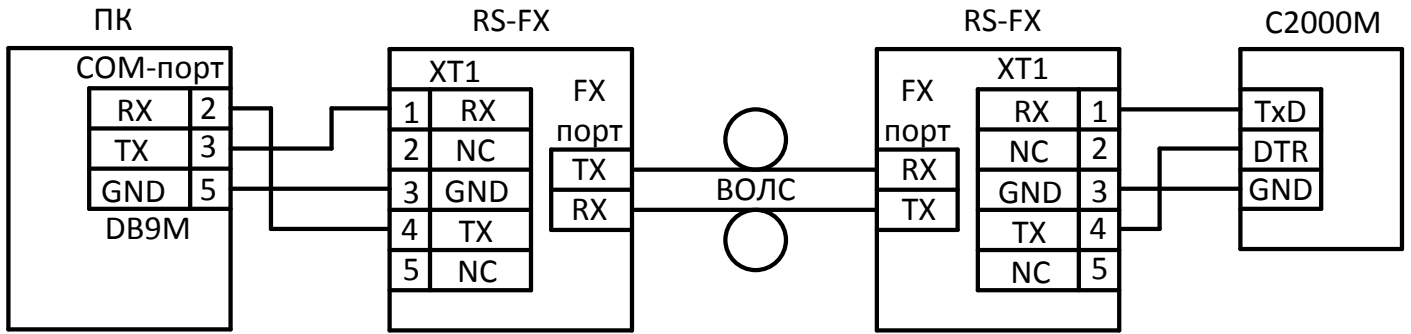 ПК
RS-FX
RS-FX
С2000М
COM-порт
RX 2
TX 3
GND 5
DB9M
XT1
1 RX
2 NC
3 GND
4 TX
5 NC
FX
порт
TX
RX
ВОЛС
FX
порт
RX
TX
XT1
RX 1
NC 2
GND 3
TX 4
NC 5
TxD
DTR
GND